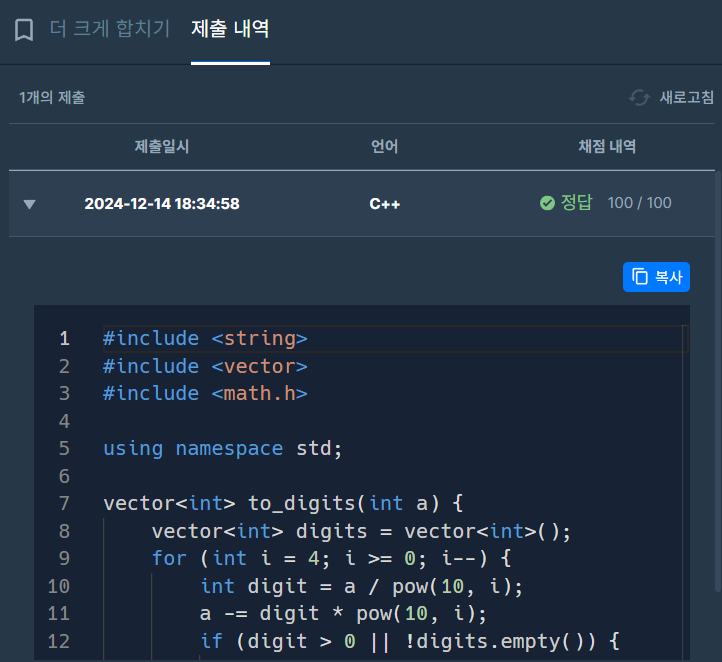 더 크게 합치기 제출 내역
1개의 제출 새로고침
제출일시 언어 채점 내역
2024-12-14 18:34:58 C++ 정답 100 / 100
복사
1 #include <string>
2 #include <vector>
3 #include <math.h>
4
5 using namespace std;
6
7 vector<int> to_digits(int a) {
8     vector<int> digits = vector<int>();
9     for (int i = 4; i >= 0; i--) {
10         int digit = a / pow(10, i);
11         a -= digit * pow(10, i);
12         if (digit > 0 || !digits.empty()) {